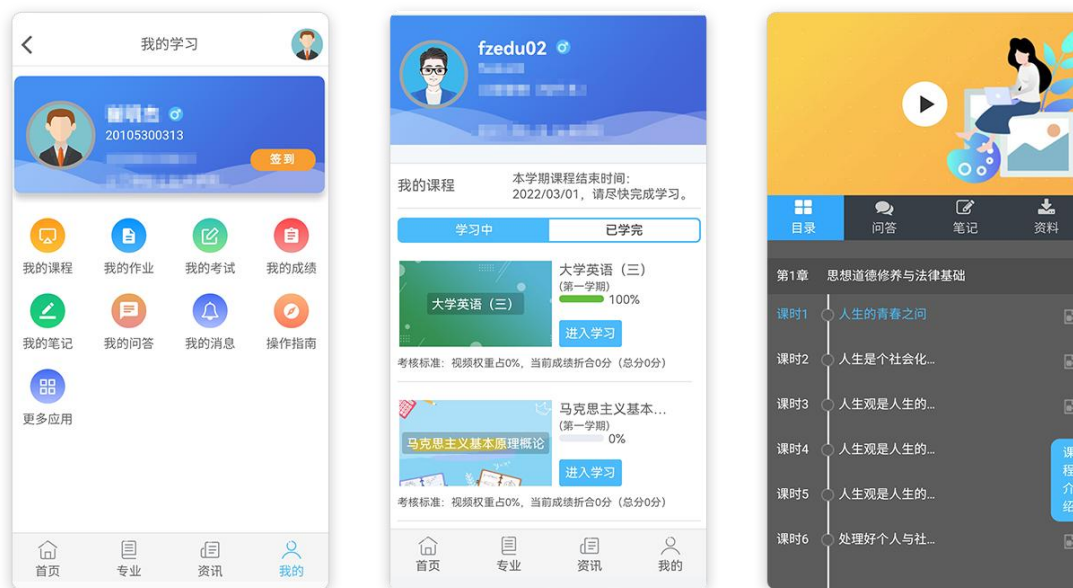 我的学习
20105300313
签到
我的课程
我的作业
我的考试
我的成绩
我的笔记
我的问答
我的消息
操作指南
更多应用
首页
专业
资讯
我的
fzedu02
我的课程
本学期课程结束时间:
2022/03/01，请尽快完成学习。
学习中
已学完
大学英语（三）
大学英语（三）
(第一学期)
100%
进入学习
考核标准：视频权重占0%，当前成绩折合0分（总分0分）
马克思主义基本原理概论
马克思主义基本...
(第一学期)
0%
进入学习
考核标准：视频权重占0%，当前成绩折合0分（总分0分）
首页
专业
资讯
我的
目录
问答
笔记
资料
第1章 思想道德修养与法律基础
课时1 人生的青春之问
课时2 人生是个社会化...
课时3 人生观是人生的...
课时4 人生观是人生的...
课时5 人生观是人生的...
课时6 处理好个人与社...
课
程
介
绍